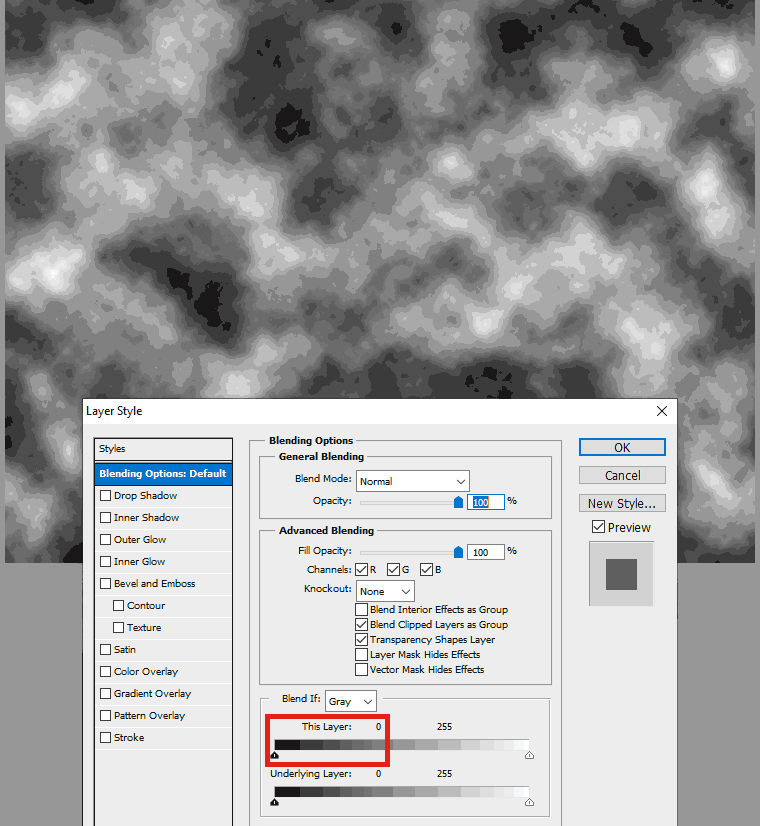 Layer Style
Styles
Blending Options: Default
Drop Shadow
Inner Shadow
Outer Glow
Inner Glow
Bevel and Emboss
Contour
Texture
Satin
Color Overlay
Gradient Overlay
Pattern Overlay
Stroke
Blending Options
General Blending
Blend Mode: Normal
Opacity: 100 %
Advanced Blending
Fill Opacity: 100 %
Channels: R G B
Knockout: None
Blend Interior Effects as Group
Blend Clipped Layers as Group
Transparency Shapes Layer
Layer Mask Hides Effects
Vector Mask Hides Effects
Blend If: Gray
This Layer: 0 255
Underlying Layer: 0 255
OK
Cancel
New Style...
Preview